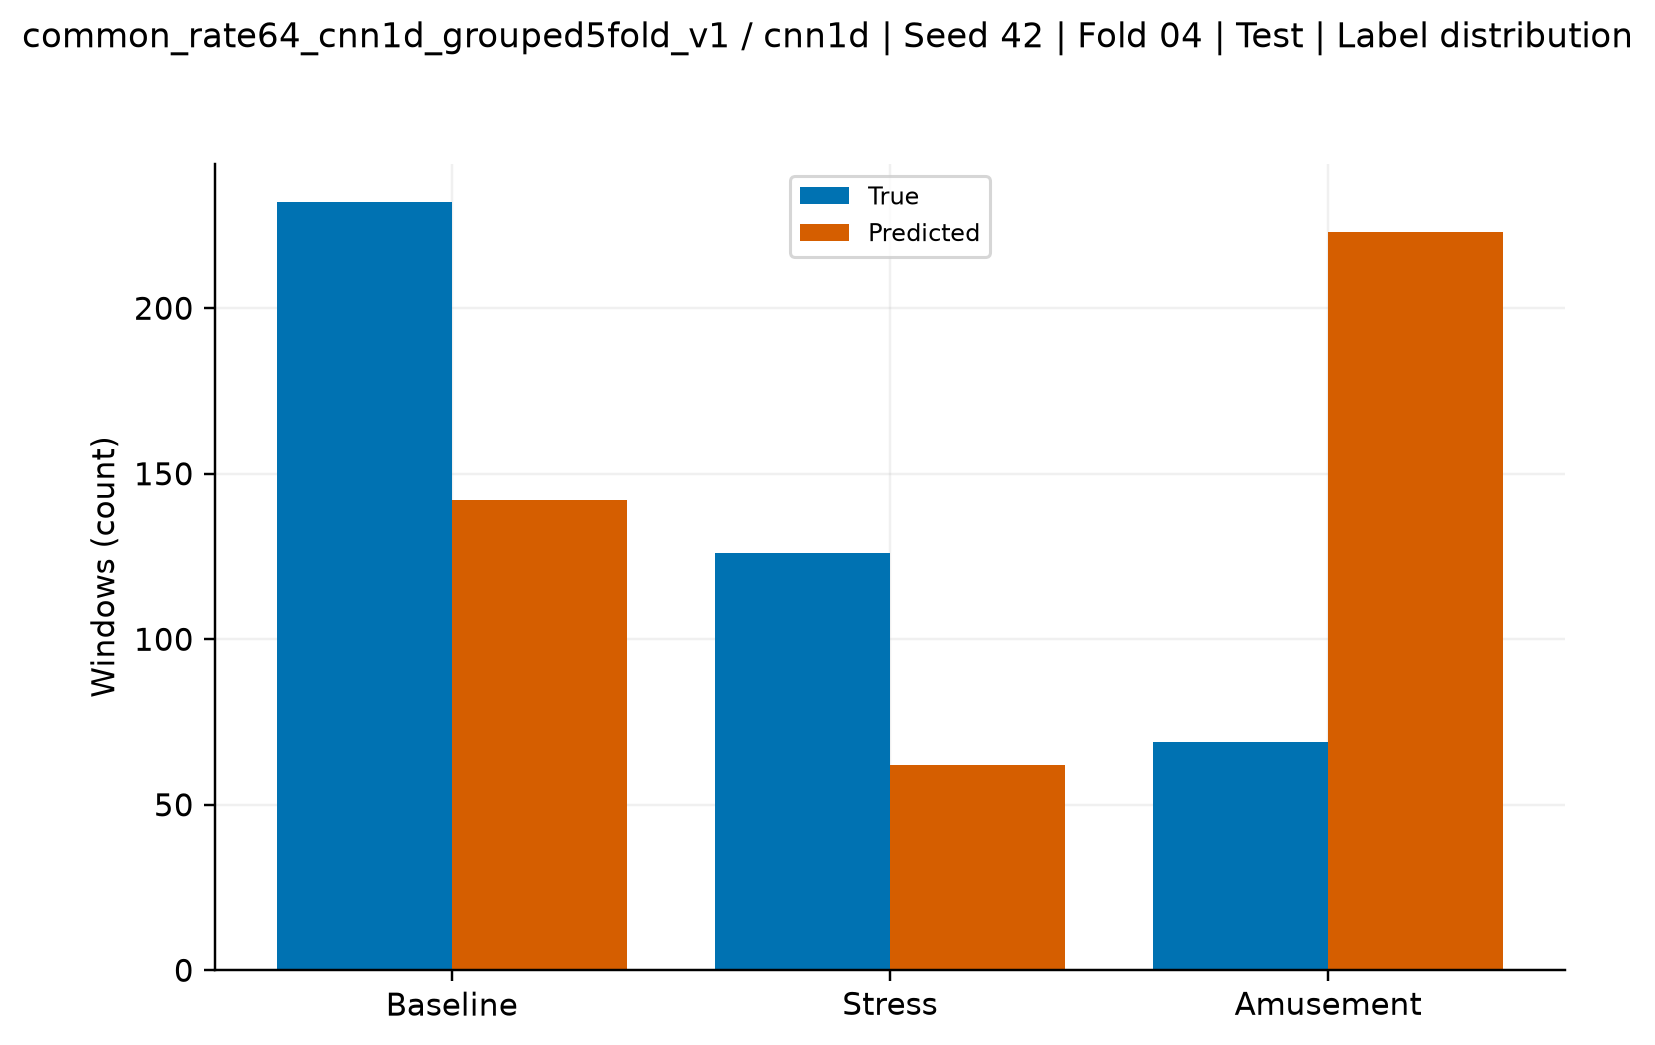 common_rate64_cnn1d_grouped5fold_v1 / cnn1d | Seed 42 | Fold 04 | Test | Label distribution
True
Predicted
Windows (count)
200
150
100
50
0
Baseline
Stress
Amusement